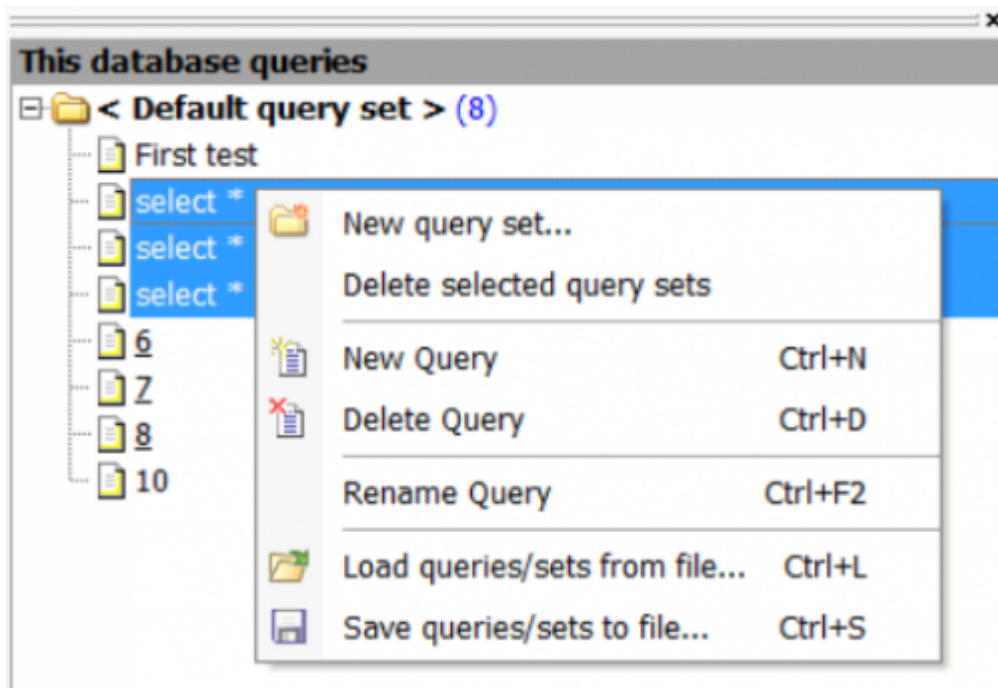 This database queries
< Default query set > (8)
First test
select *
select *
select *
6
7
8
10
New query set...
Delete selected query sets
New Query Ctrl+N
Delete Query Ctrl+D
Rename Query Ctrl+F2
Load queries/sets from file... Ctrl+L
Save queries/sets to file... Ctrl+S